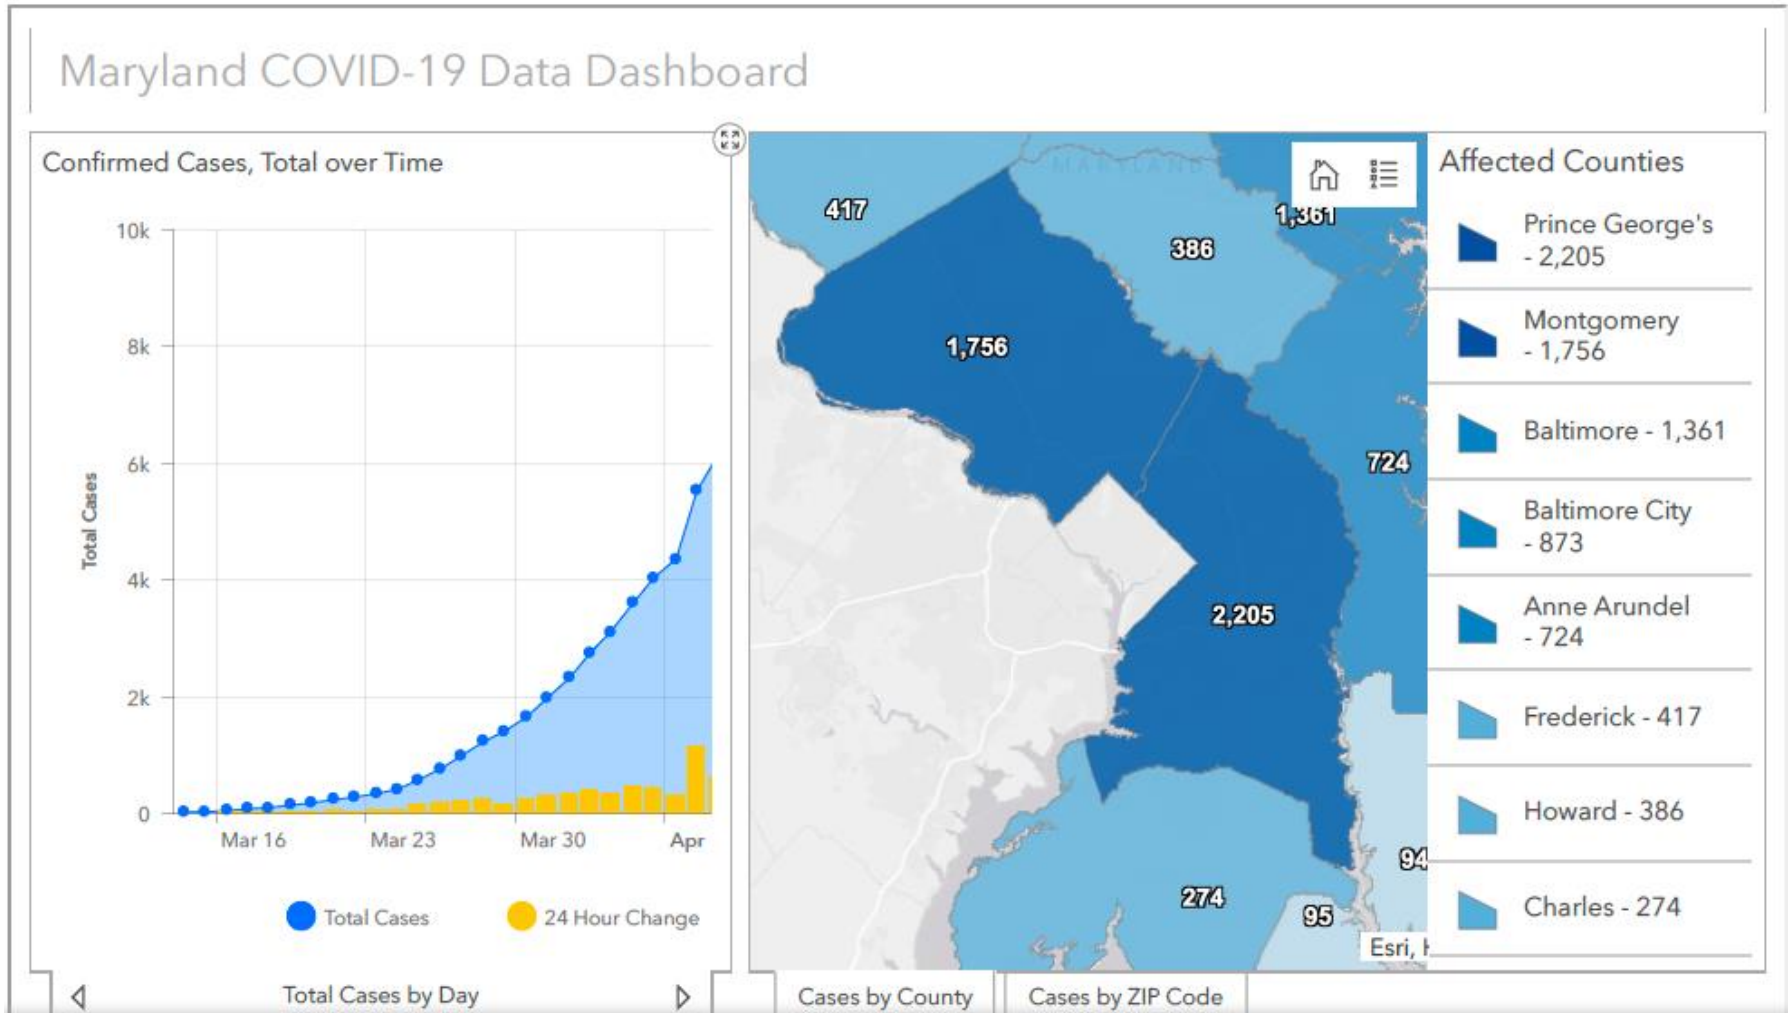 Maryland COVID-19 Data Dashboard
Confirmed Cases, Total over Time
10k
8k
6k
4k
2k
0
Total Cases
Mar 16
Mar 23
Mar 30
Apr
Total Cases
24 Hour Change
Total Cases by Day
MARYLAND
417
1,361
386
1,756
724
2,205
94
274
95
Esri,
Cases by County
Cases by ZIP Code
Affected Counties
Prince George's
- 2,205
Montgomery
- 1,756
Baltimore - 1,361
Baltimore City
- 873
Anne Arundel
- 724
Frederick - 417
Howard - 386
Charles - 274